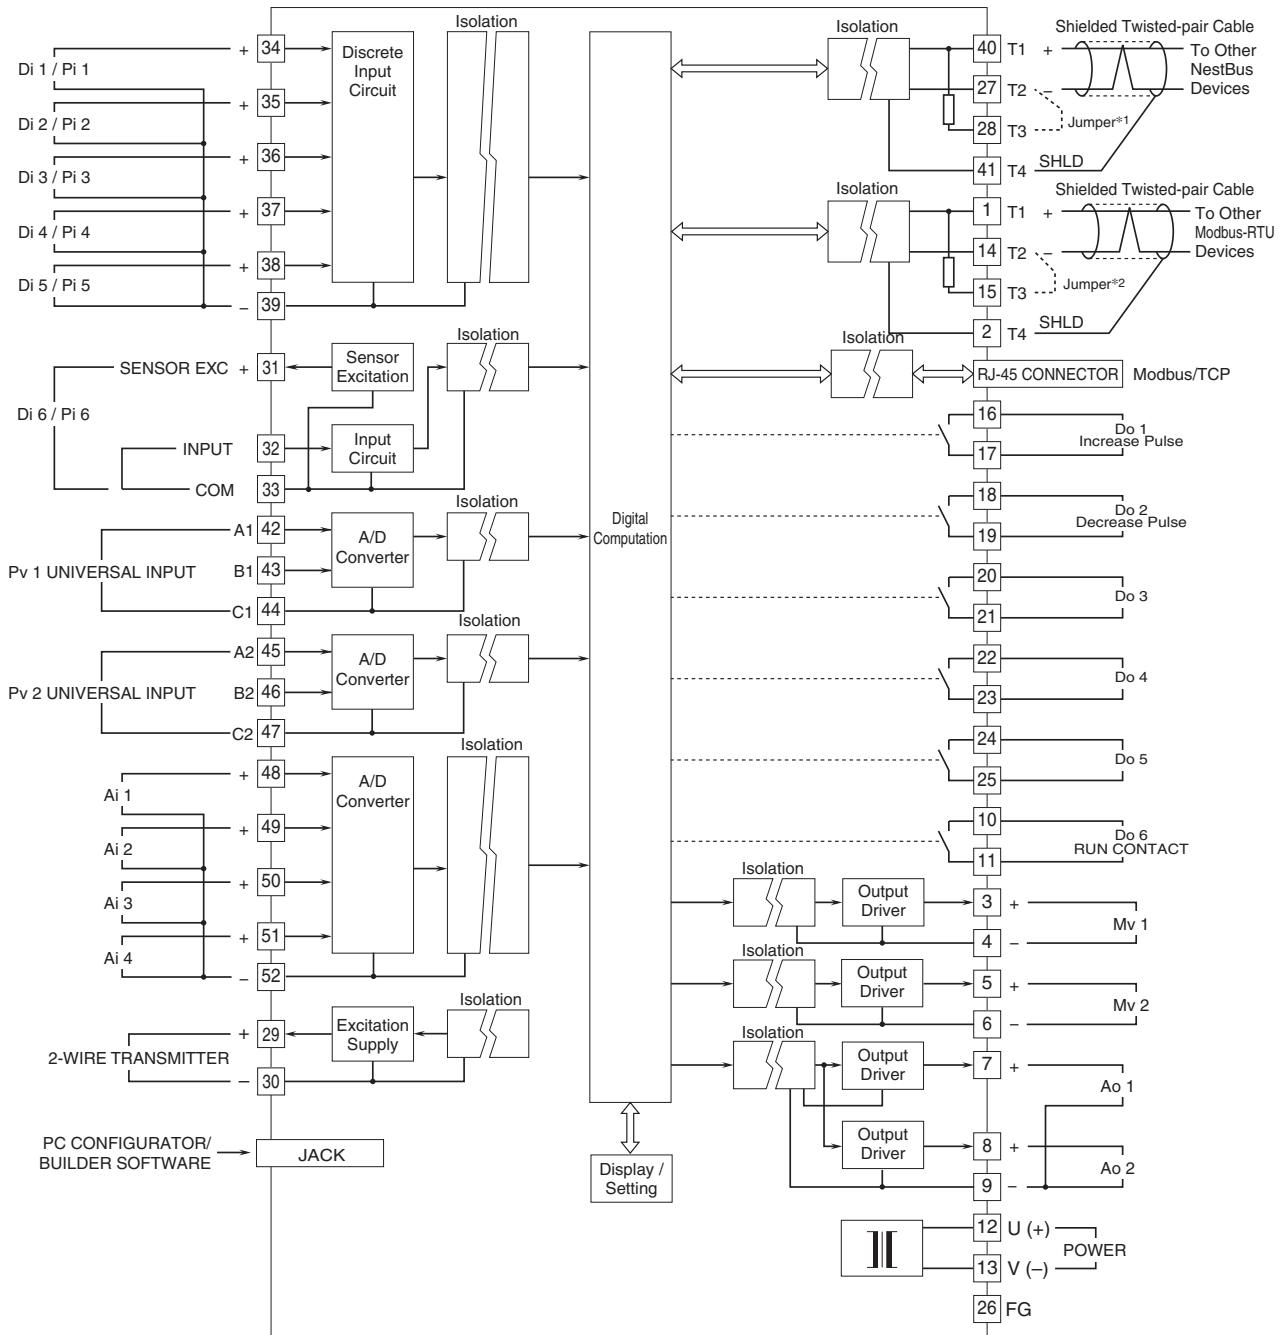 Isolation
+ 34
Di 1 / Pi 1
+ 35
Di 2 / Pi 2
+ 36
Di 3 / Pi 3
+ 37
Di 4 / Pi 4
+ 38
Di 5 / Pi 5
– 39
Discrete
Input
Circuit
Isolation
SENSOR EXC + 31
Sensor
Excitation
Di 6 / Pi 6
INPUT 32
Input
Circuit
COM 33
Isolation
A1 42
A/D
Converter
Pv 1 UNIVERSAL INPUT
B1 43
C1 44
Isolation
A2 45
A/D
Converter
Pv 2 UNIVERSAL INPUT
B2 46
C2 47
Isolation
+ 48
A/D
Converter
Ai 1
+ 49
Ai 2
+ 50
Ai 3
+ 51
Ai 4
– 52
Isolation
+ 29
Excitation
Supply
2-WIRE TRANSMITTER
– 30
PC CONFIGURATOR/
BUILDER SOFTWARE
JACK
Digital
Computation
Display /
Setting
Isolation
Shielded Twisted-pair Cable
40 T1 +
To Other
NestBus
Devices
27 T2 –
Jumper*1
28 T3
41 T4 SHLD
Isolation
Shielded Twisted-pair Cable
1 T1 +
To Other
Modbus-RTU
Devices
14 T2 –
Jumper*2
15 T3
2 T4 SHLD
Isolation
RJ-45 CONNECTOR Modbus/TCP
16
Do 1
Increase Pulse
17
18
Do 2
Decrease Pulse
19
20
Do 3
21
22
Do 4
23
24
Do 5
25
10
Do 6
RUN CONTACT
11
Isolation
Output
Driver
3 +
Mv 1
4 –
Isolation
Output
Driver
5 +
Mv 2
6 –
Isolation
Output
Driver
7 +
Ao 1
Output
Driver
8 +
Ao 2
9 –
12 U (+)
POWER
13 V (–)
26 FG